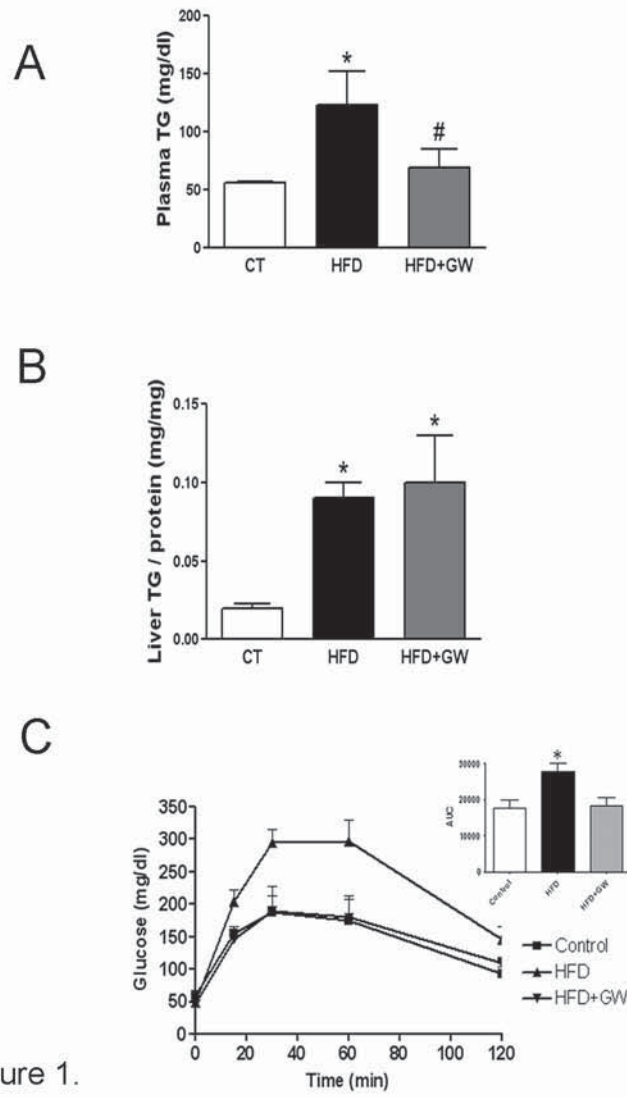 A
Plasma TG (mg/dl)
200
150
100
50
0
*
#
CT HFD HFD+GW
B
Liver TG / protein (mg/mg)
0.15
0.10
0.05
0.00
*
*
CT HFD HFD+GW
C
Glucose (mg/dl)
350
300
250
200
150
100
50
0
0 20 40 60 80 100 120
Time (min)
AUC
30000
20000
10000
0
*
Control HFD HFD+GW
Control
HFD
HFD+GW
ure 1.